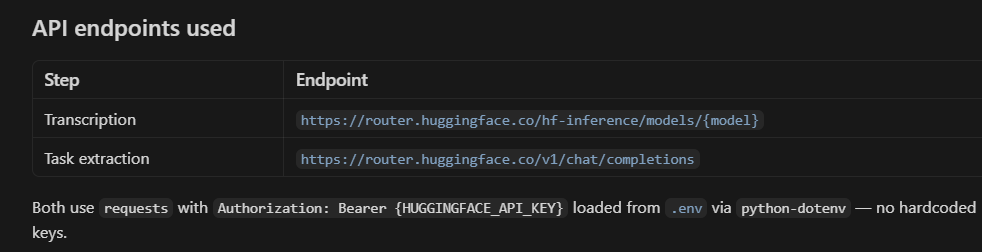 API endpoints used
Step Endpoint
Transcription https://router.huggingface.co/hf-inference/models/{model}
Task extraction https://router.huggingface.co/v1/chat/completions
Both use requests with Authorization: Bearer {HUGGINGFACE_API_KEY} loaded from .env via python-dotenv — no hardcoded
keys.